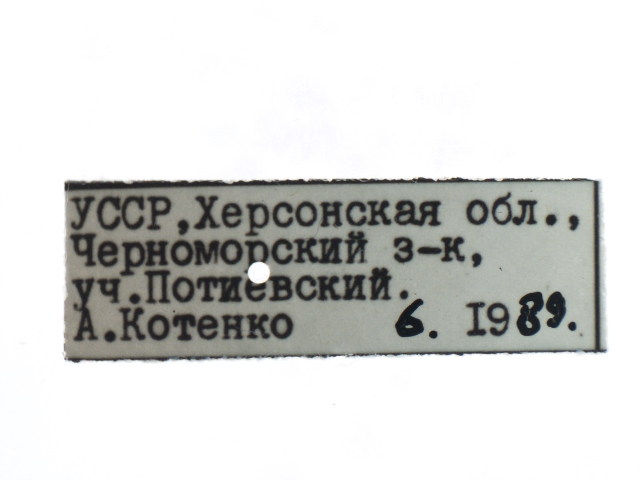 УССР,Херсонская обл.,
Черноморский з-к,
уч.Потиевский.
А.Котенко 6. 1989.